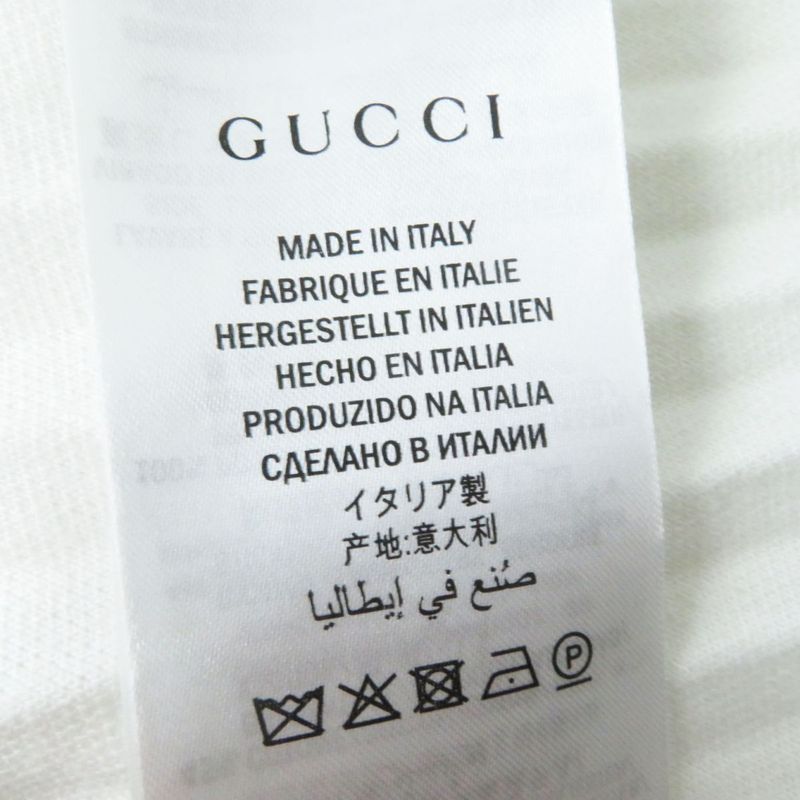 GUCCI
MADE IN ITALY
FABRIQUE EN ITALIE
HERGESTELLT IN ITALIEN
HECHO EN ITALIA
PRODUZIDO NA ITALIA
СДЕЛАНО В ИТАЛИИ
イタリア製
产地:意大利
صُنع في إيطاليا
P